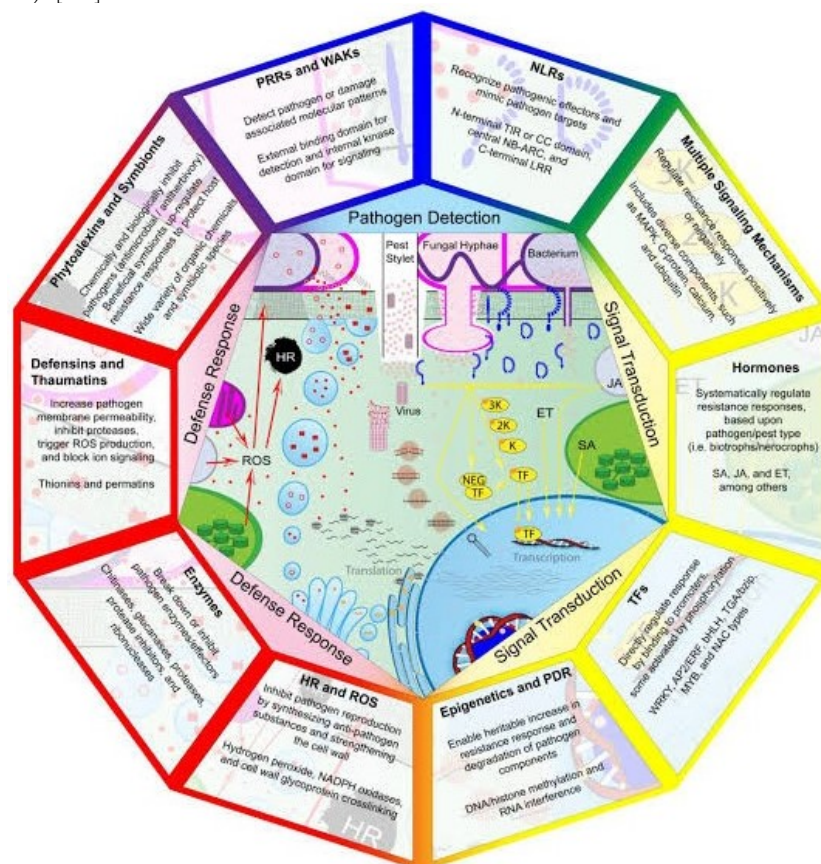 PRRs and WAKs
Detect pathogen or damage
associated molecular patterns
External binding domain for
detection and internal kinase
domain for signaling
NLRs
Recognize pathogenic effectors and
mimic pathogen targets
N-terminal TIR or CC domain,
central NB-ARC, and
C-terminal LRR
Multiple Signaling Mechanisms
Regulate resistance responses positively
or negatively
Includes diverse components, such
as MAPK, G-protein, calcium,
and ubiquitin
Hormones
Systematically regulate
resistance responses,
based upon
pathogen/pest type
(i.e. biotrophs/nerocrophs)
SA, JA, and ET,
among others
TFs
Directly regulate response
by binding to promoters,
some activated by phosphorylation
WRKY, AP2/ERF, bHLH, TGA/bzip,
MYB, and NAC types
Epigenetics and PDR
Enable heritable increase in
resistance response and
degradation of pathogen
components
DNA/histone methylation and
RNA interference
HR and ROS
Inhibit pathogen reproduction
by synthesizing anti-pathogen
substances and strengthening
the cell wall
Hydrogen peroxide, NADPH oxidases,
and cell wall glycoprotein crosslinking
Enzymes
Break down or inhibit
pathogen enzymes/effectors
Chitinases, glucanases, proteases,
protease inhibitors, and
ribonucleases
Defensins and
Thaumatins
Increase pathogen
membrane permeability,
inhibit proteases,
trigger ROS production,
and block ion signaling
Thionins and permatins
Phytoalexins and Symbionts
Chemically and biologically inhibit
pathogens (antimicrobial / antiherbivory)
Beneficial symbionts up-regulate
resistance responses to protect host
Wide variety of organic chemicals
and symbiotic species
Pathogen Detection
Signal Transduction
Signal Transduction
Defense Response
Defense Response
Pest
Stylet
Fungal Hyphae
Bacterium
HR
Virus
ROS
JA
ET
SA
3K
2K
K
NEG
TF
TF
TF
Translation
Transcription
3K
2K
K
JA
ET
HR